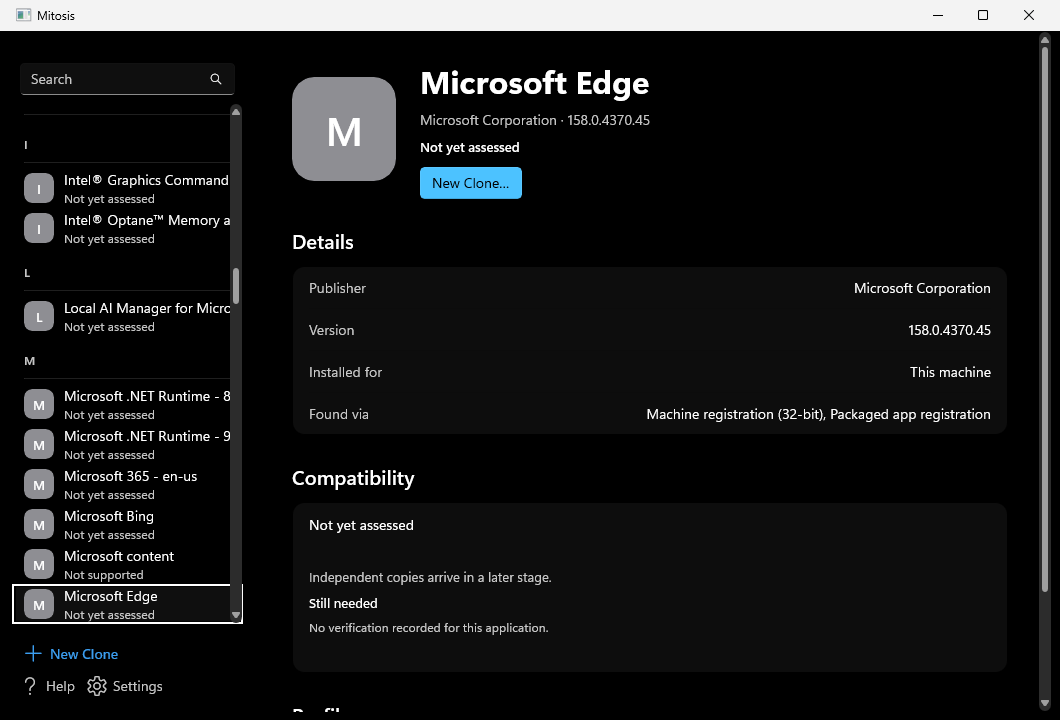 Mitosis
Search
I
I
Intel® Graphics Command
Not yet assessed
I
Intel® Optane™ Memory a
Not yet assessed
L
L
Local AI Manager for Micro
Not yet assessed
M
M
Microsoft .NET Runtime - 8
Not yet assessed
M
Microsoft .NET Runtime - 9
Not yet assessed
M
Microsoft 365 - en-us
Not yet assessed
M
Microsoft Bing
Not yet assessed
M
Microsoft content
Not supported
M
Microsoft Edge
Not yet assessed
New Clone
Help
Settings
M
Microsoft Edge
Microsoft Corporation · 158.0.4370.45
Not yet assessed
New Clone...
Details
Publisher
Microsoft Corporation
Version
158.0.4370.45
Installed for
This machine
Found via
Machine registration (32-bit), Packaged app registration
Compatibility
Not yet assessed
Independent copies arrive in a later stage.
Still needed
No verification recorded for this application.